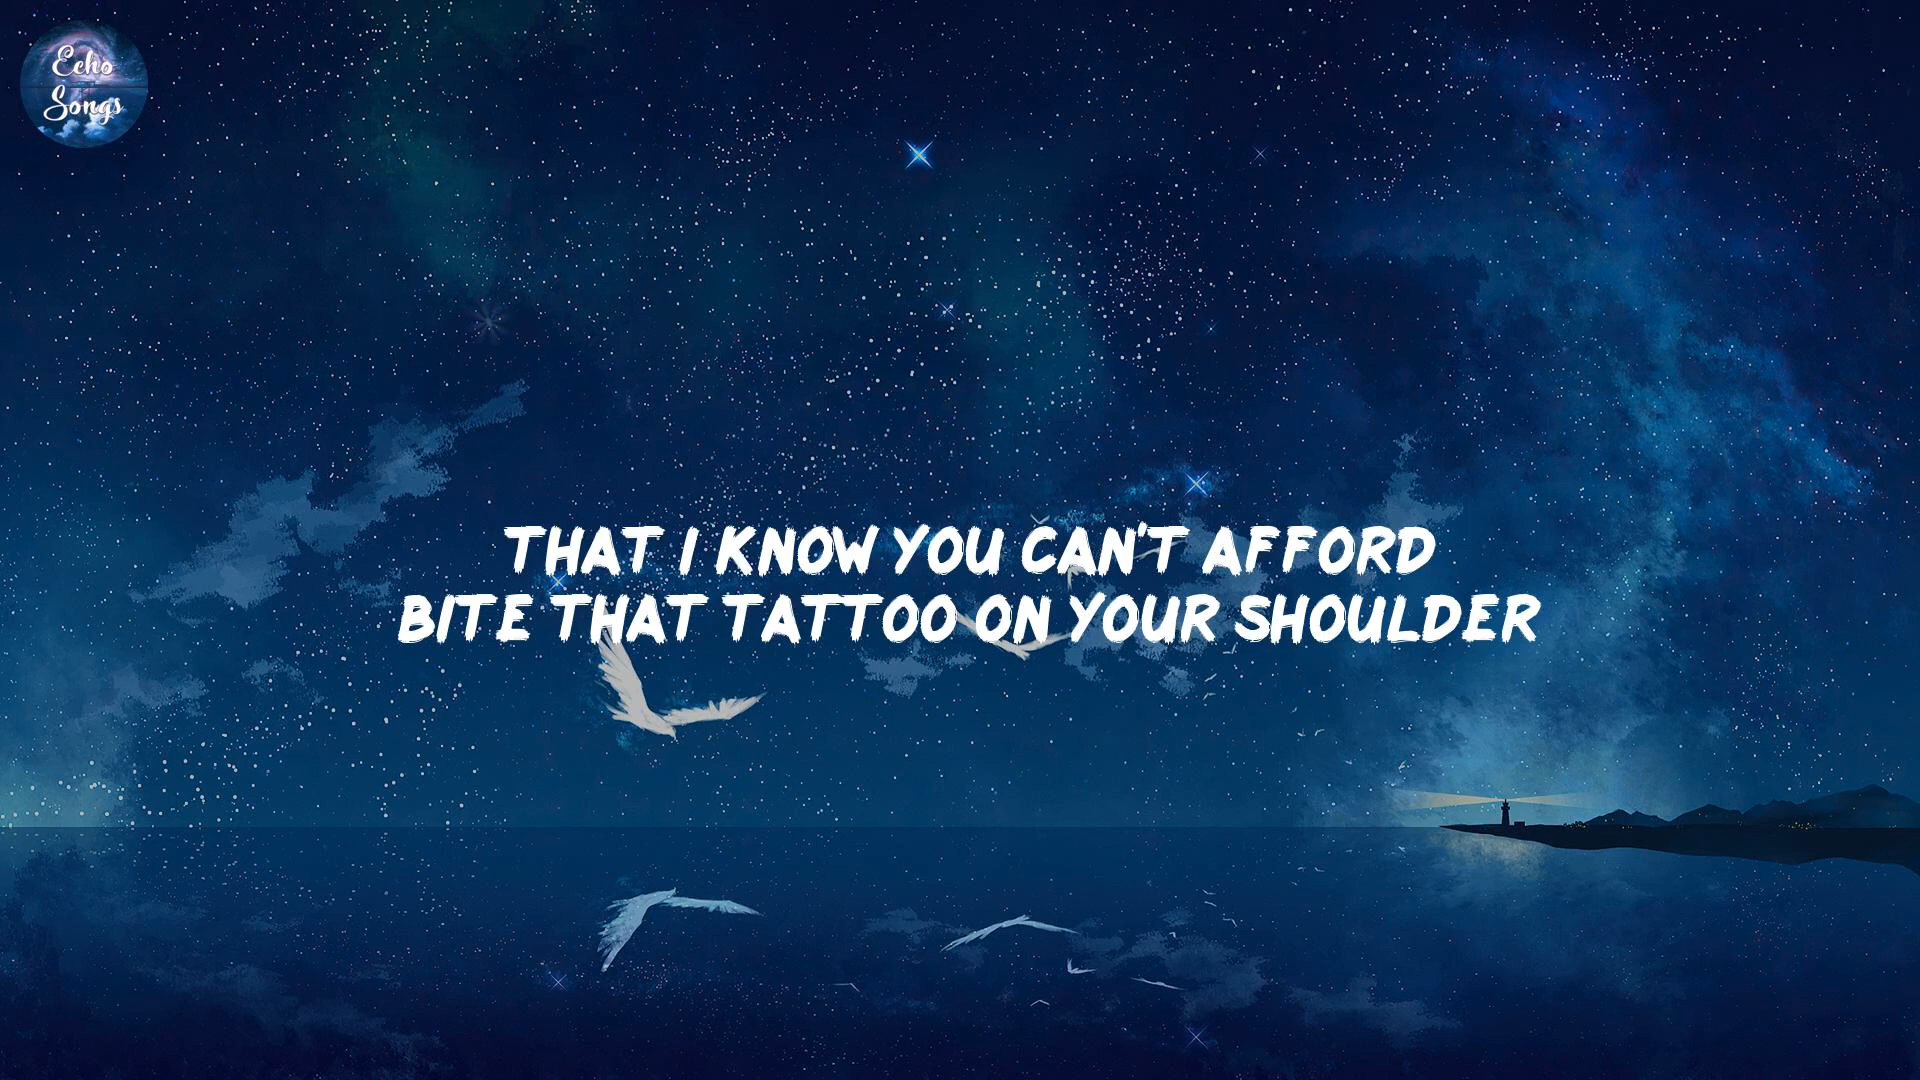 Echo
Songs
THAT I KNOW YOU CAN'T AFFORD
BITE THAT TATTOO ON YOUR SHOULDER